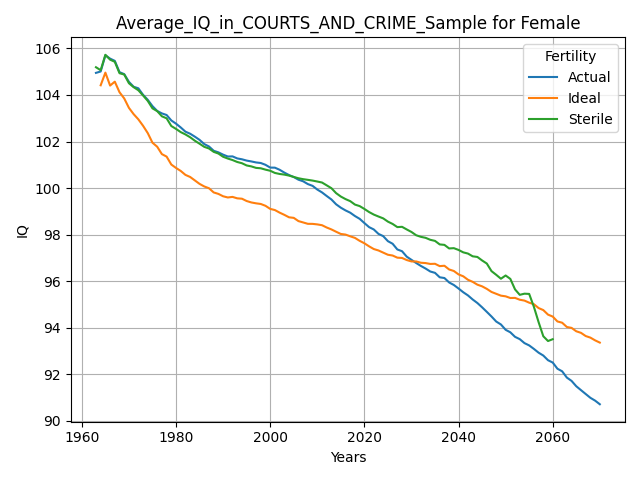 Average_IQ_in_COURTS_AND_CRIME_Sample for Female
Fertility
Actual
Ideal
Sterile
IQ
106
104
102
100
98
96
94
92
90
1960
1980
2000
2020
2040
2060
Years